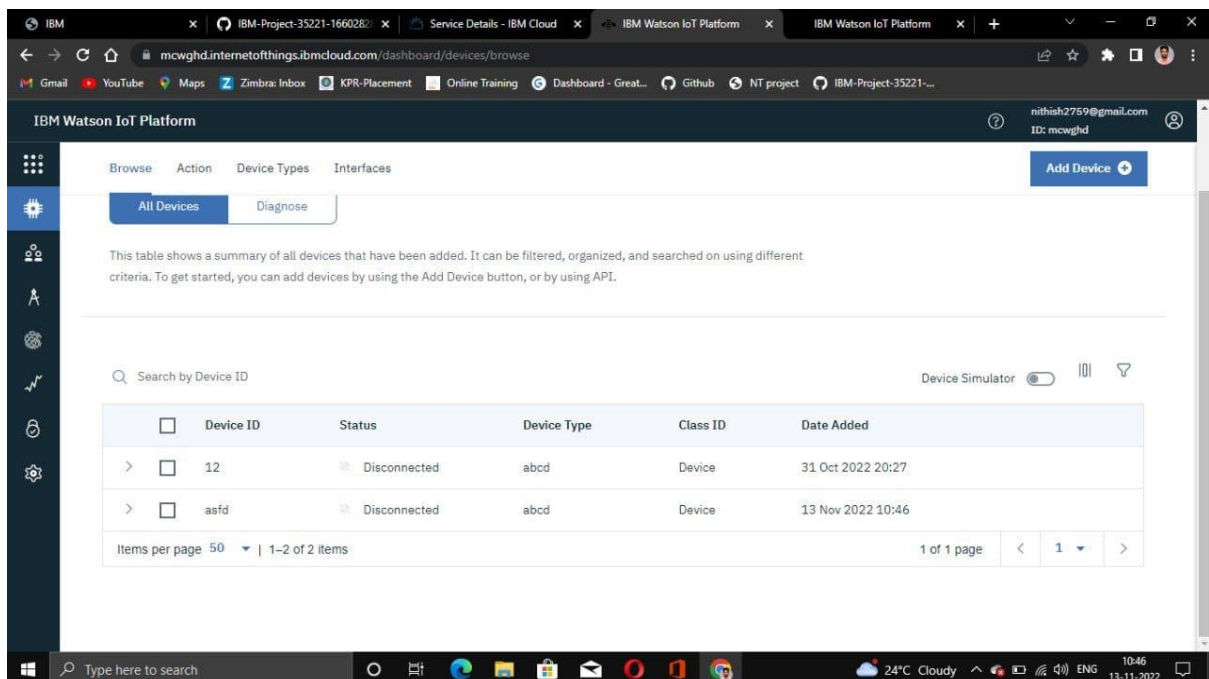 IBM
IBM-Project-35221-1660282
Service Details - IBM Cloud
IBM Watson IoT Platform
IBM Watson IoT Platform
mcwghd.internetofthings.ibmcloud.com/dashboard/devices/browse
Gmail YouTube Maps Zimbra: Inbox KPR-Placement Online Training Dashboard - Great... Github NT project IBM-Project-35221-...
IBM Watson IoT Platform
nithish2759@gmail.com
ID: mcwghd
Browse Action Device Types Interfaces
Add Device
All Devices Diagnose
This table shows a summary of all devices that have been added. It can be filtered, organized, and searched on using different
criteria. To get started, you can add devices by using the Add Device button, or by using API.
Search by Device ID
Device Simulator
Device ID Status Device Type Class ID Date Added
12 Disconnected abcd Device 31 Oct 2022 20:27
asfd Disconnected abcd Device 13 Nov 2022 10:46
Items per page 50 | 1–2 of 2 items
1 of 1 page 1
Type here to search
24°C Cloudy ENG
10:46
13-11-2022